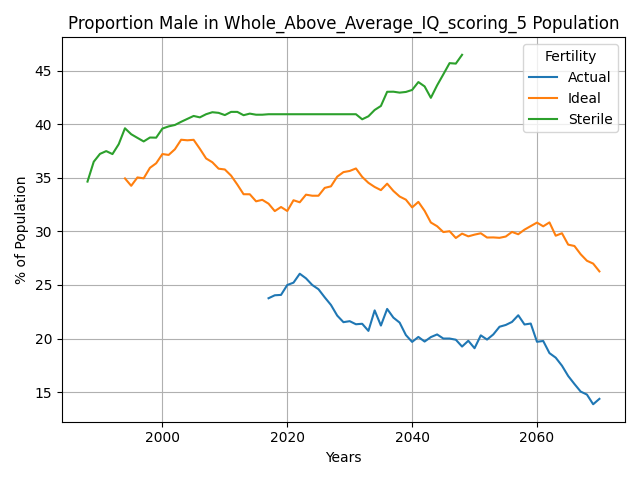 Proportion Male in Whole_Above_Average_IQ_scoring_5 Population
Fertility
Actual
Ideal
Sterile
% of Population
45
40
35
30
25
20
15
2000
2020
2040
2060
Years